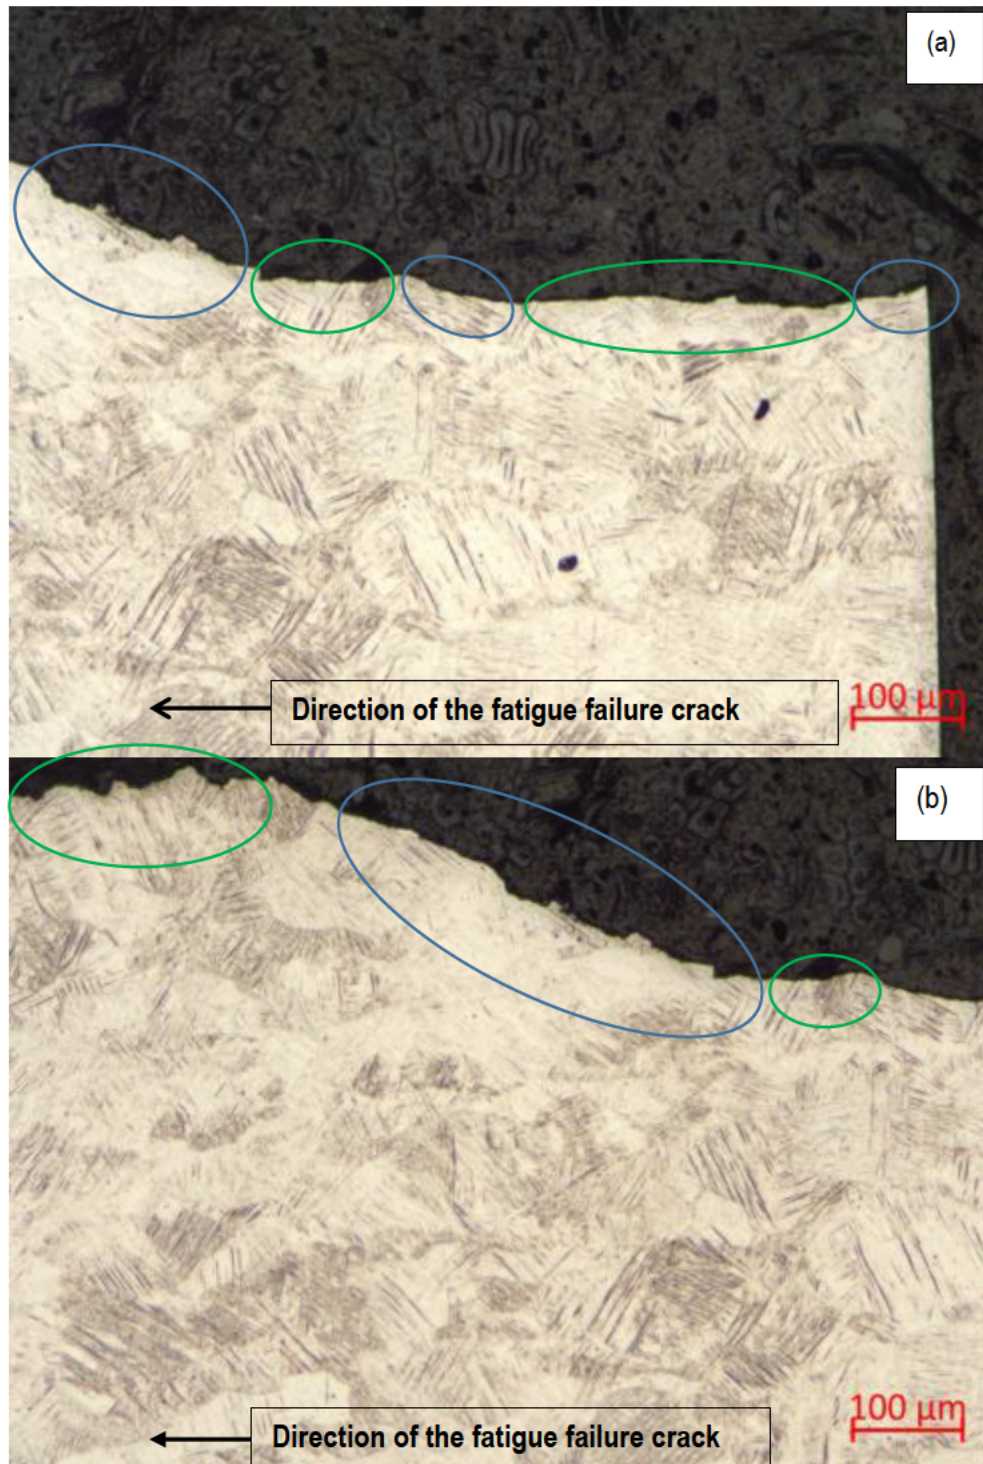 (a)
Direction of the fatigue failure crack
100 µm
(b)
100 µm
Direction of the fatigue failure crack